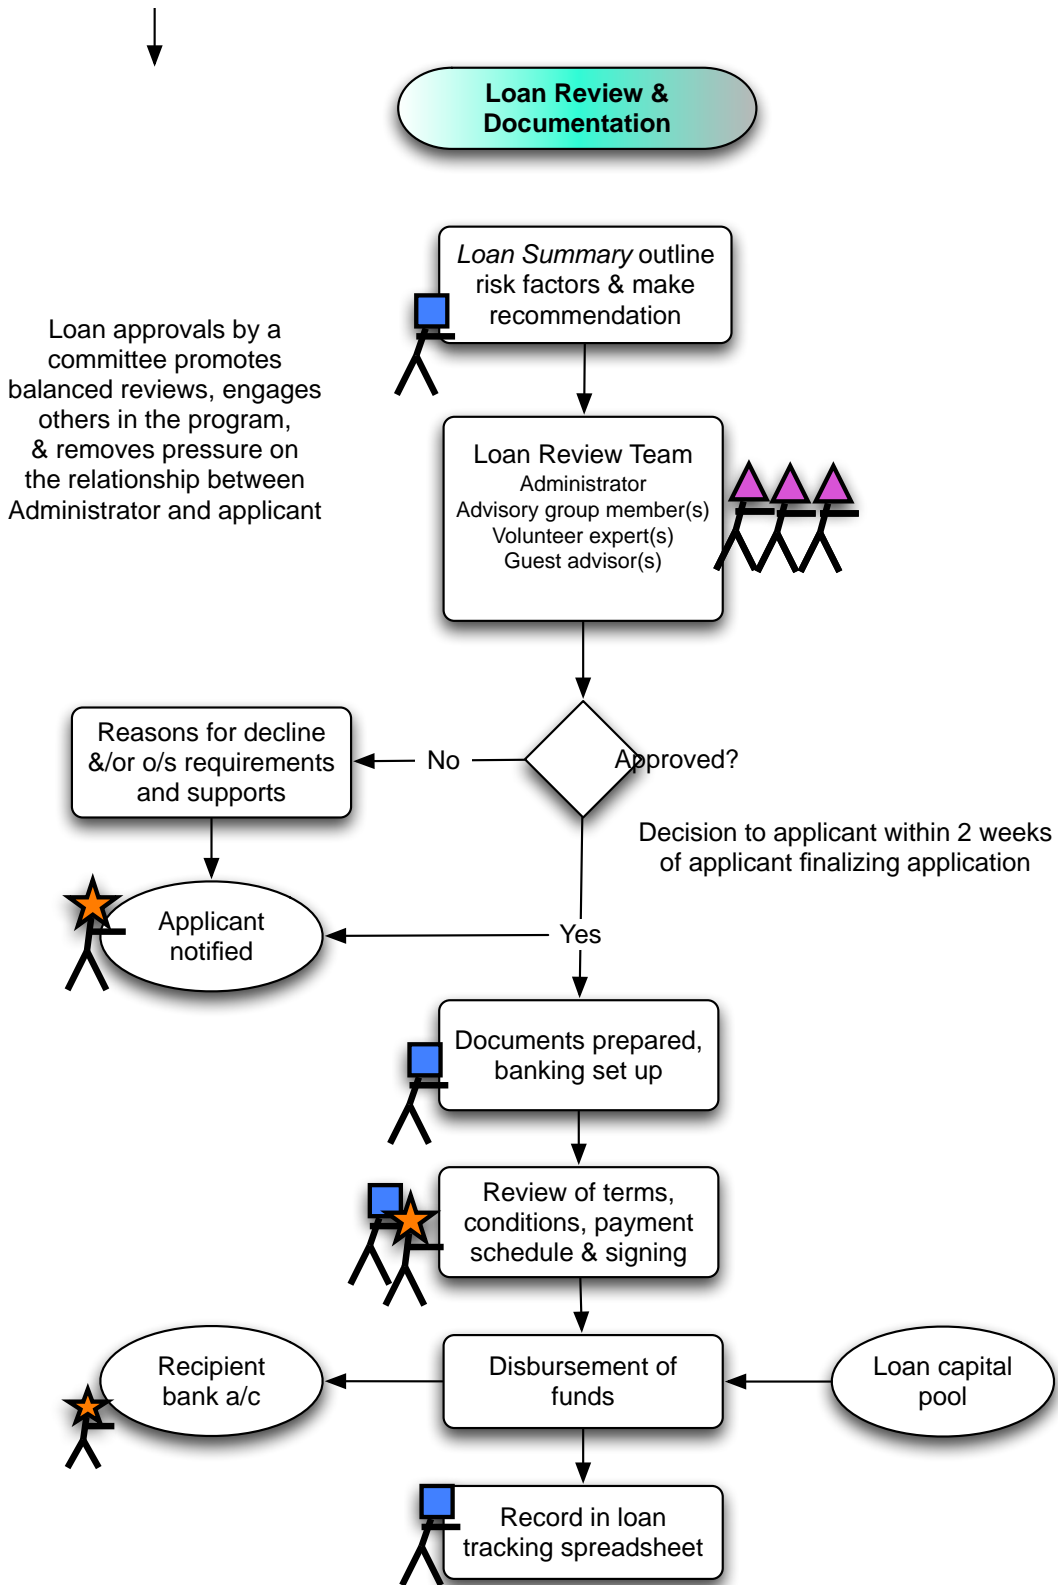 Loan Review &
Documentation
Loan Summary outline
risk factors & make
recommendation
Loan approvals by a
committee promotes
balanced reviews, engages
others in the program,
& removes pressure on
the relationship between
Administrator and applicant
Loan Review Team
Administrator
Advisory group member(s)
Volunteer expert(s)
Guest advisor(s)
Approved?
No
Reasons for decline
&/or o/s requirements
and supports
Decision to applicant within 2 weeks
of applicant finalizing application
Applicant
notified
Yes
Documents prepared,
banking set up
Review of terms,
conditions, payment
schedule & signing
Recipient
bank a/c
Disbursement of
funds
Loan capital
pool
Record in loan
tracking spreadsheet